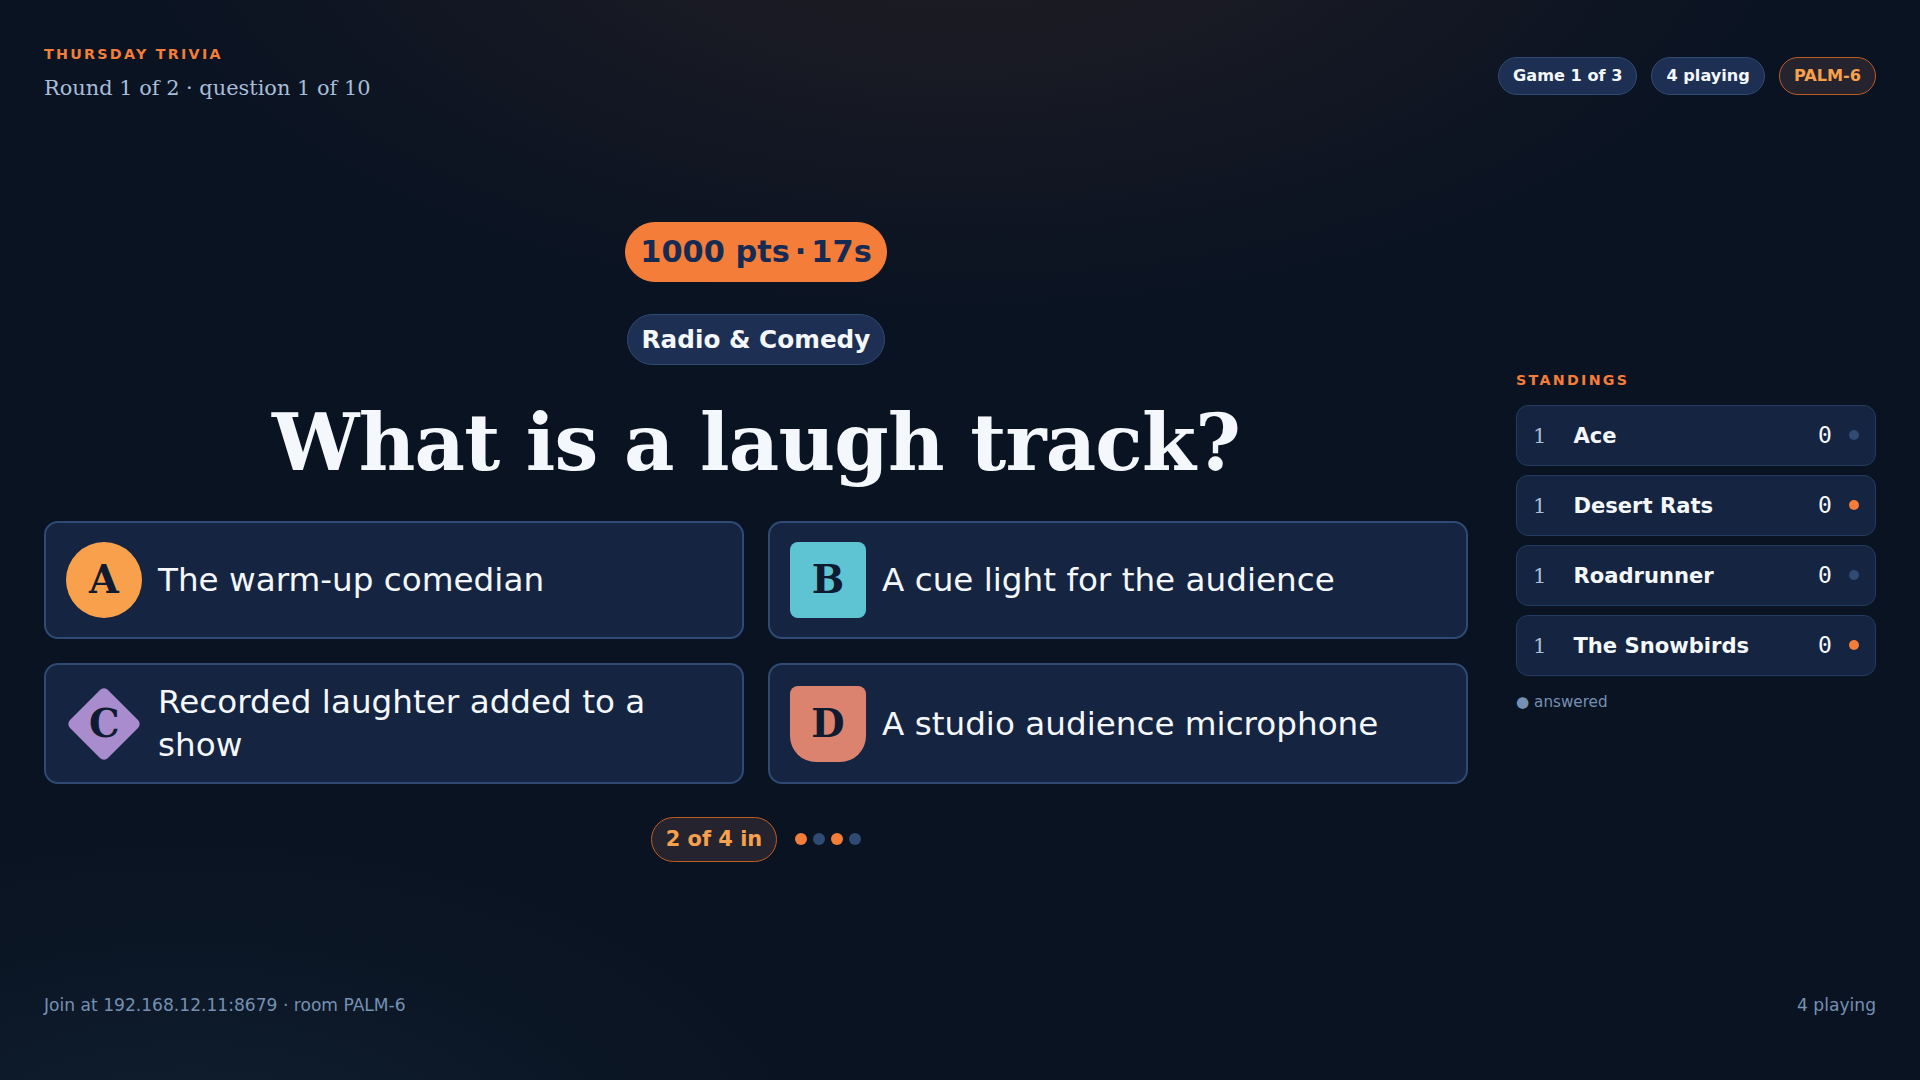 THURSDAY TRIVIA
Round 1 of 2 · question 1 of 10
Game 1 of 3
4 playing
PALM-6
1000 pts · 17s
Radio & Comedy
What is a laugh track?
A The warm-up comedian
B A cue light for the audience
C Recorded laughter added to a
show
D A studio audience microphone
2 of 4 in
STANDINGS
1 Ace 0
1 Desert Rats 0
1 Roadrunner 0
1 The Snowbirds 0
answered
Join at 192.168.12.11:8679 · room PALM-6
4 playing